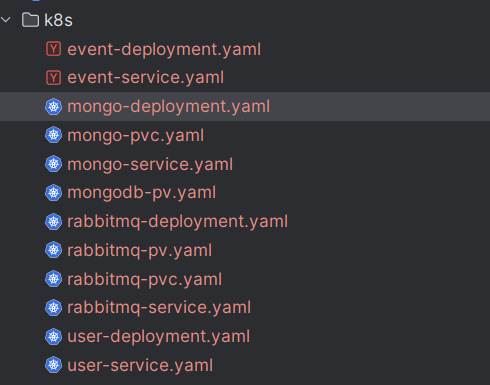 k8s
event-deployment.yaml
event-service.yaml
mongo-deployment.yaml
mongo-pvc.yaml
mongo-service.yaml
mongodb-pv.yaml
rabbitmq-deployment.yaml
rabbitmq-pv.yaml
rabbitmq-pvc.yaml
rabbitmq-service.yaml
user-deployment.yaml
user-service.yaml